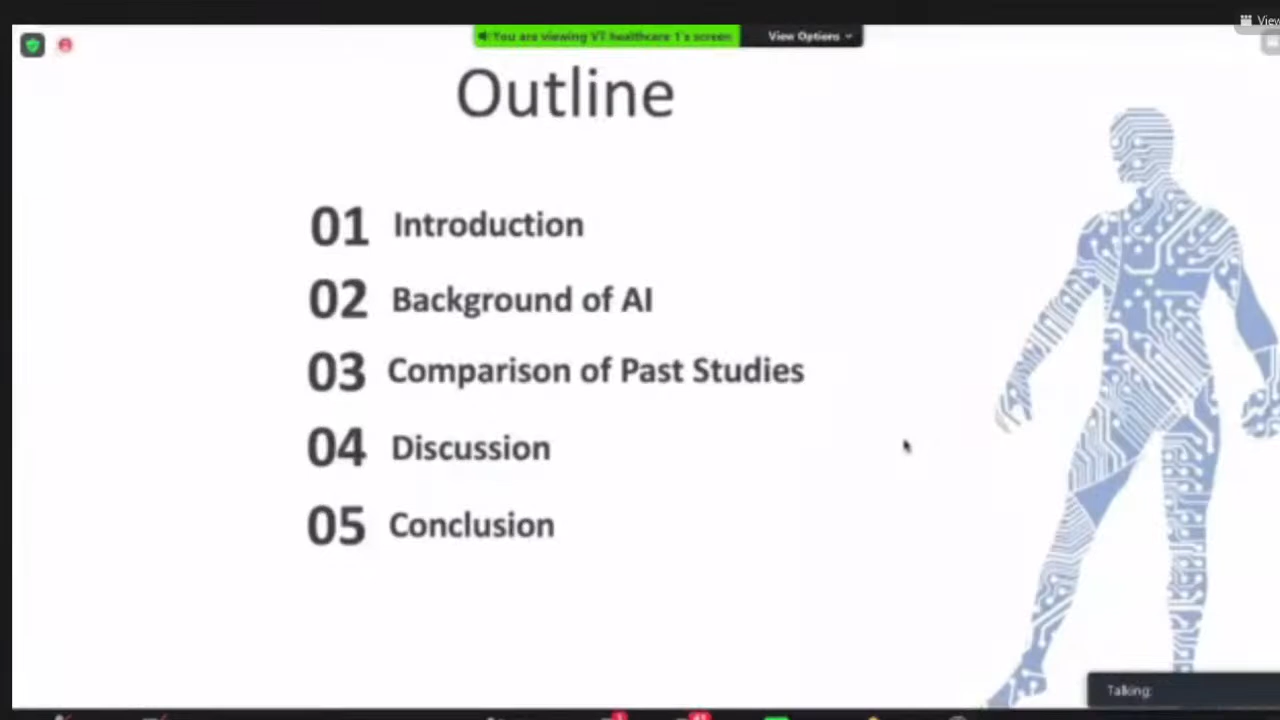 View
You are viewing VT healthcare 1's screen View Options
Outline
01 Introduction
02 Background of AI
03 Comparison of Past Studies
04 Discussion
05 Conclusion
Talking: